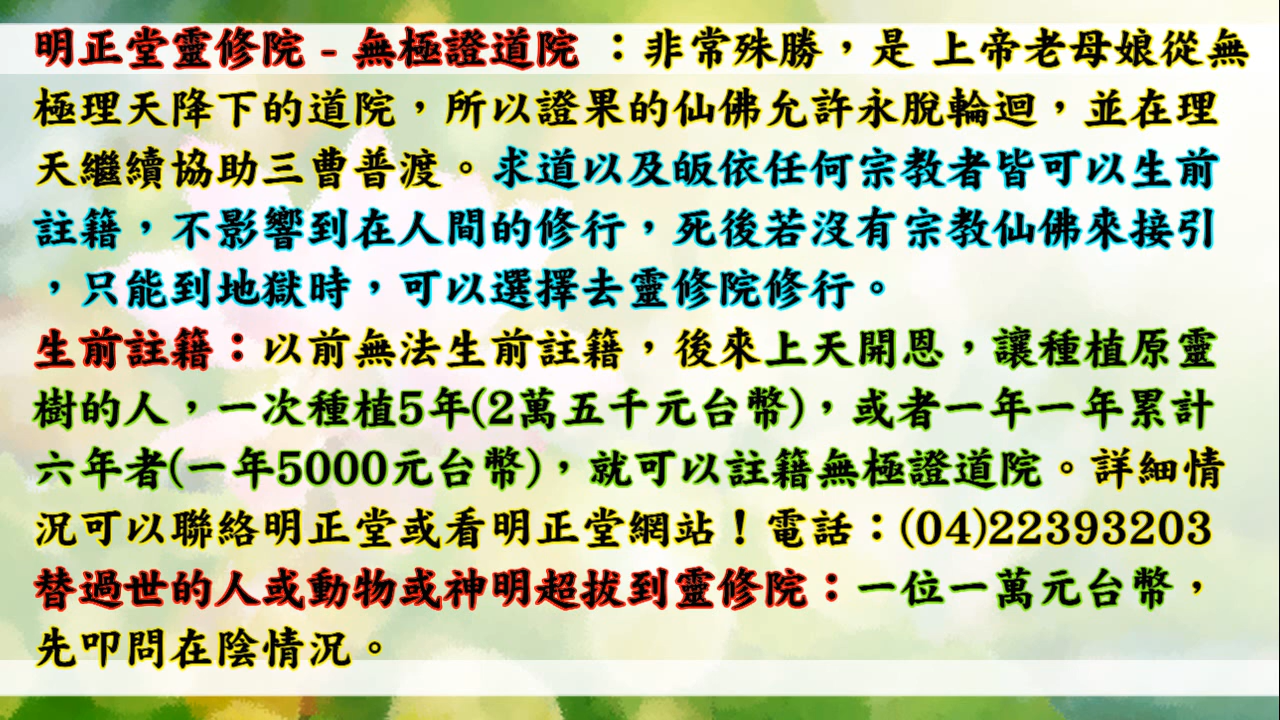 明正堂靈修院 - 無極證道院 ：非常殊勝，是 上帝老母娘從無
極理天降下的道院，所以證果的仙佛允許永脫輪迴，並在理
天繼續協助三曹普渡。求道以及皈依任何宗教者皆可以生前
註籍，不影響到在人間的修行，死後若沒有宗教仙佛來接引
，只能到地獄時，可以選擇去靈修院修行。
生前註籍：以前無法生前註籍，後來上天開恩，讓種植原靈
樹的人，一次種植5年(2萬五千元台幣)，或者一年一年累計
六年者(一年5000元台幣)，就可以註籍無極證道院。詳細情
況可以聯絡明正堂或看明正堂網站！電話：(04)22393203
替過世的人或動物或神明超拔到靈修院：一位一萬元台幣，
先叩問在陰情況。